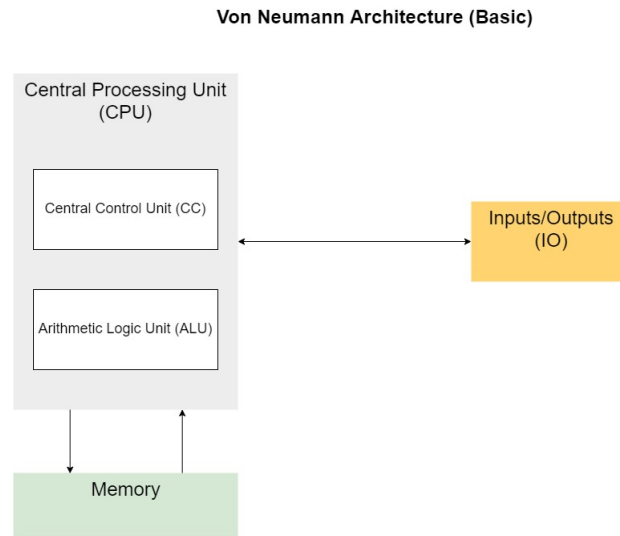 Von Neumann Architecture (Basic)
Central Processing Unit
(CPU)
Central Control Unit (CC)
Inputs/Outputs
(IO)
Arithmetic Logic Unit (ALU)
Memory